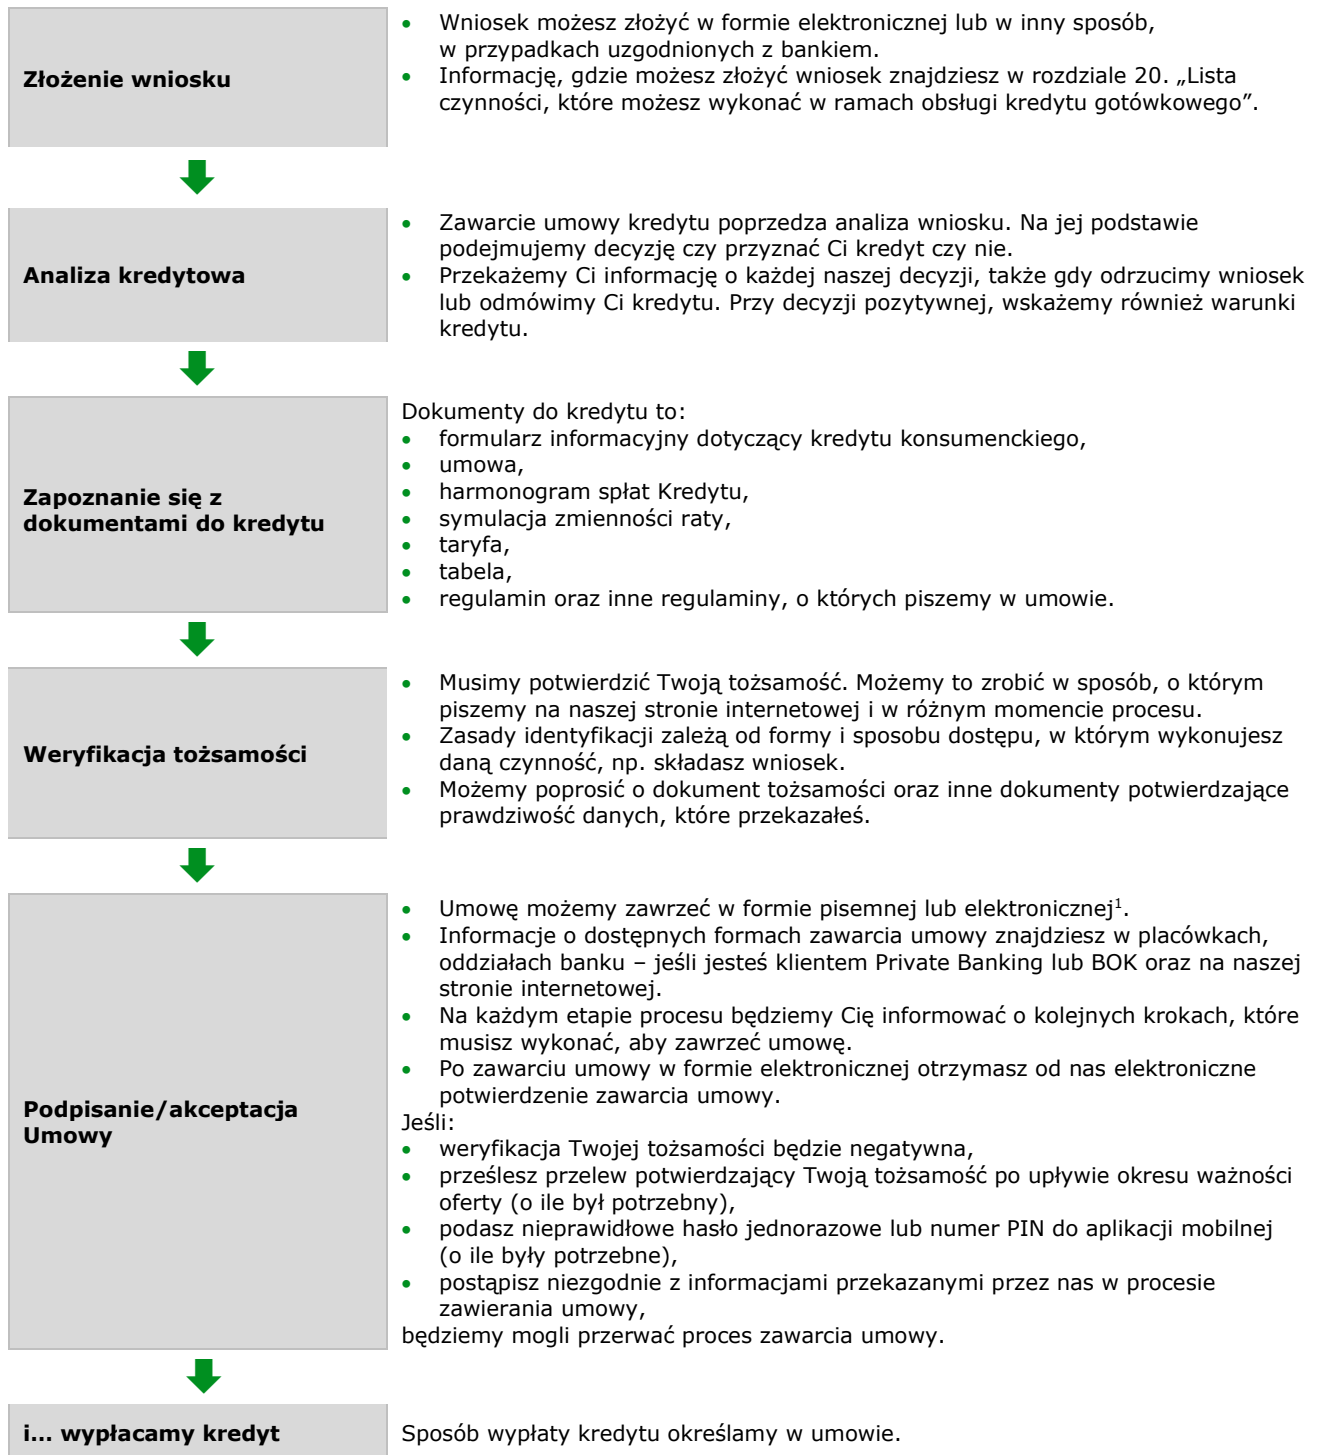 Złożenie wniosku
• Wniosek możesz złożyć w formie elektronicznej lub w inny sposób,
w przypadkach uzgodnionych z bankiem.
• Informację, gdzie możesz złożyć wniosek znajdziesz w rozdziale 20. „Lista
czynności, które możesz wykonać w ramach obsługi kredytu gotówkowego”.
Analiza kredytowa
• Zawarcie umowy kredytu poprzedza analiza wniosku. Na jej podstawie
podejmujemy decyzję czy przyznać Ci kredyt czy nie.
• Przekażemy Ci informację o każdej naszej decyzji, także gdy odrzucimy wniosek
lub odmówimy Ci kredytu. Przy decyzji pozytywnej, wskażemy również warunki
kredytu.
Zapoznanie się z
dokumentami do kredytu
Dokumenty do kredytu to:
• formularz informacyjny dotyczący kredytu konsumenckiego,
• umowa,
• harmonogram spłat Kredytu,
• symulacja zmienności raty,
• taryfa,
• tabela,
• regulamin oraz inne regulaminy, o których piszemy w umowie.
Weryfikacja tożsamości
• Musimy potwierdzić Twoją tożsamość. Możemy to zrobić w sposób, o którym
piszemy na naszej stronie internetowej i w różnym momencie procesu.
• Zasady identyfikacji zależą od formy i sposobu dostępu, w którym wykonujesz
daną czynność, np. składasz wniosek.
• Możemy poprosić o dokument tożsamości oraz inne dokumenty potwierdzające
prawdziwość danych, które przekazałeś.
Podpisanie/akceptacja
Umowy
• Umowę możemy zawrzeć w formie pisemnej lub elektronicznej¹.
• Informacje o dostępnych formach zawarcia umowy znajdziesz w placówkach,
oddziałach banku – jeśli jesteś klientem Private Banking lub BOK oraz na naszej
stronie internetowej.
• Na każdym etapie procesu będziemy Cię informować o kolejnych krokach, które
musisz wykonać, aby zawrzeć umowę.
• Po zawarciu umowy w formie elektronicznej otrzymasz od nas elektroniczne
potwierdzenie zawarcia umowy.
Jeśli:
• weryfikacja Twojej tożsamości będzie negatywna,
• prześlesz przelew potwierdzający Twoją tożsamość po upływie okresu ważności
oferty (o ile był potrzebny),
• podasz nieprawidłowe hasło jednorazowe lub numer PIN do aplikacji mobilnej
(o ile były potrzebne),
• postąpisz niezgodnie z informacjami przekazanymi przez nas w procesie
zawierania umowy,
będziemy mogli przerwać proces zawarcia umowy.
i... wypłacamy kredyt
Sposób wypłaty kredytu określamy w umowie.